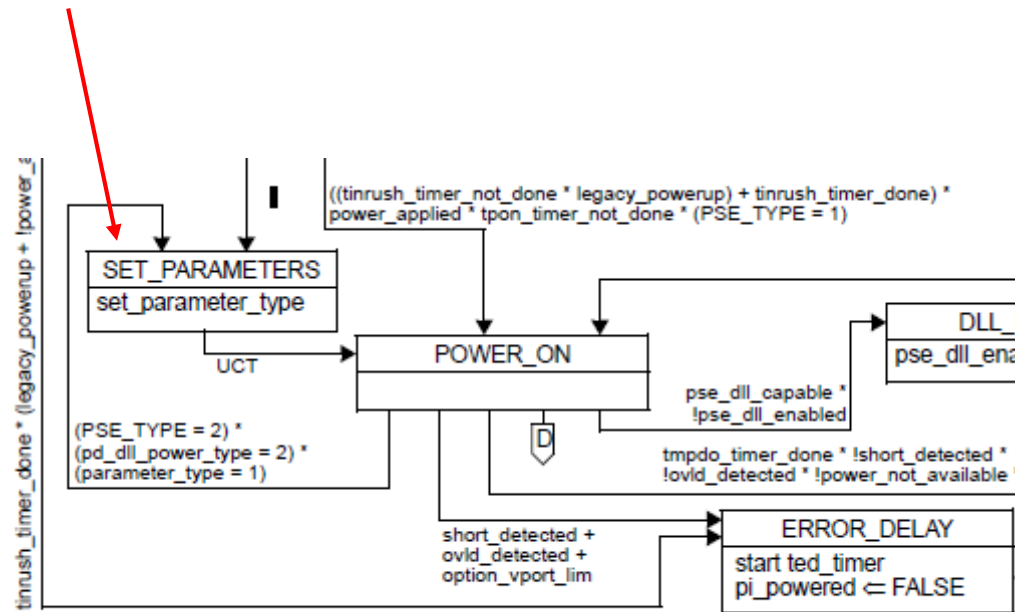 tinrush_timer_done * (legacy_powerup + !power_
((tinrush_timer_not_done * legacy_powerup) + tinrush_timer_done) *
power_applied * tpon_timer_not_done * (PSE_TYPE = 1)
SET_PARAMETERS
set_parameter_type
UCT
POWER_ON
DLL_
pse_dll_ena
pse_dll_capable *
!pse_dll_enabled
D
(PSE_TYPE = 2) *
(pd_dll_power_type = 2) *
(parameter_type = 1)
tmpdo_timer_done * !short_detected *
!ovld_detected * !power_not_available *
short_detected +
ovld_detected +
option_vport_lim
ERROR_DELAY
start ted_timer
pi_powered ⇐ FALSE